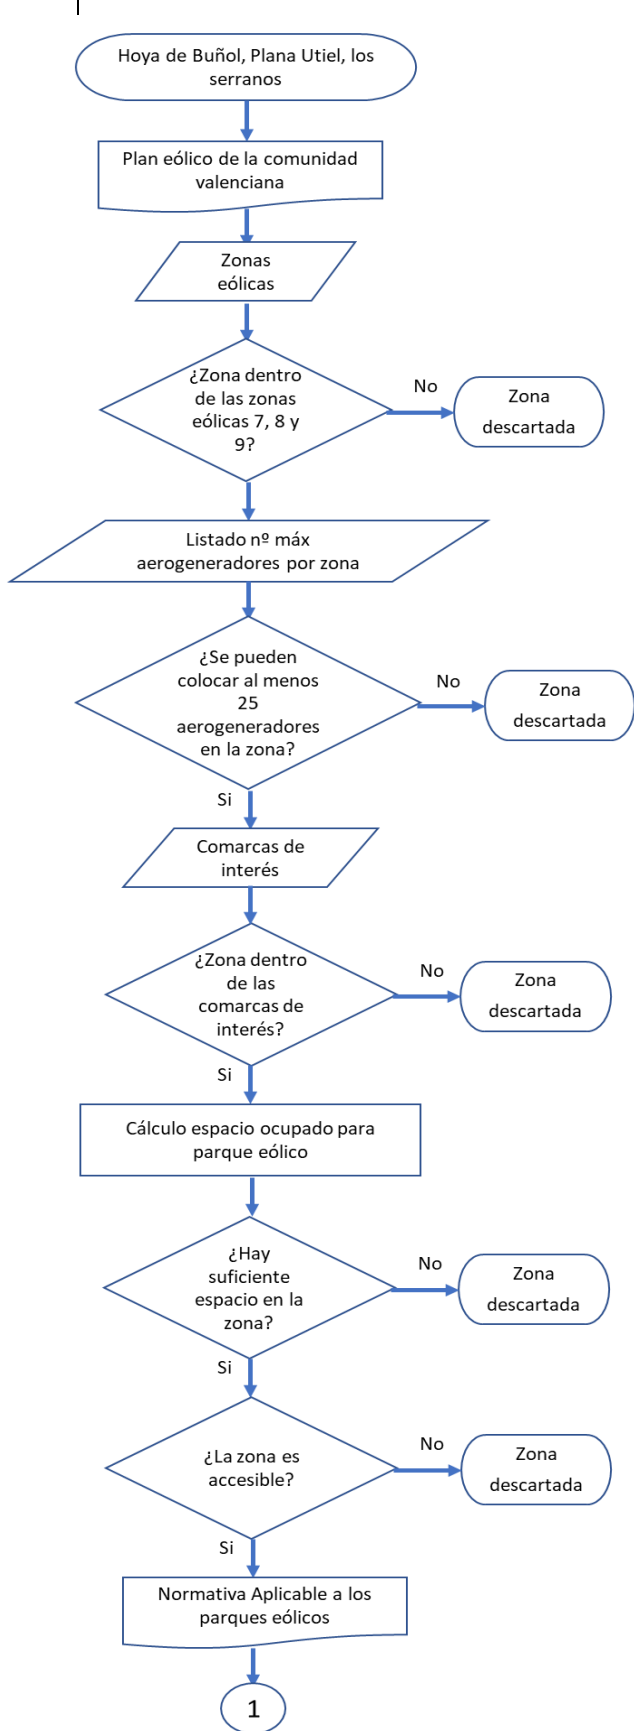 Hoya de Buñol, Plana Utiel, los
serranos
Plan eólico de la comunidad
valenciana
Zonas
eólicas
¿Zona dentro
de las zonas
eólicas 7, 8 y
9?
No
Zona
descartada
Listado nº máx
aerogeneradores por zona
¿Se pueden
colocar al menos
25
aerogeneradores
en la zona?
No
Zona
descartada
Si
Comarcas de
interés
¿Zona dentro
de las
comarcas de
interés?
No
Zona
descartada
Si
Cálculo espacio ocupado para
parque eólico
¿Hay
suficiente
espacio en la
zona?
No
Zona
descartada
Si
¿La zona es
accesible?
No
Zona
descartada
Si
Normativa Aplicable a los
parques eólicos
1